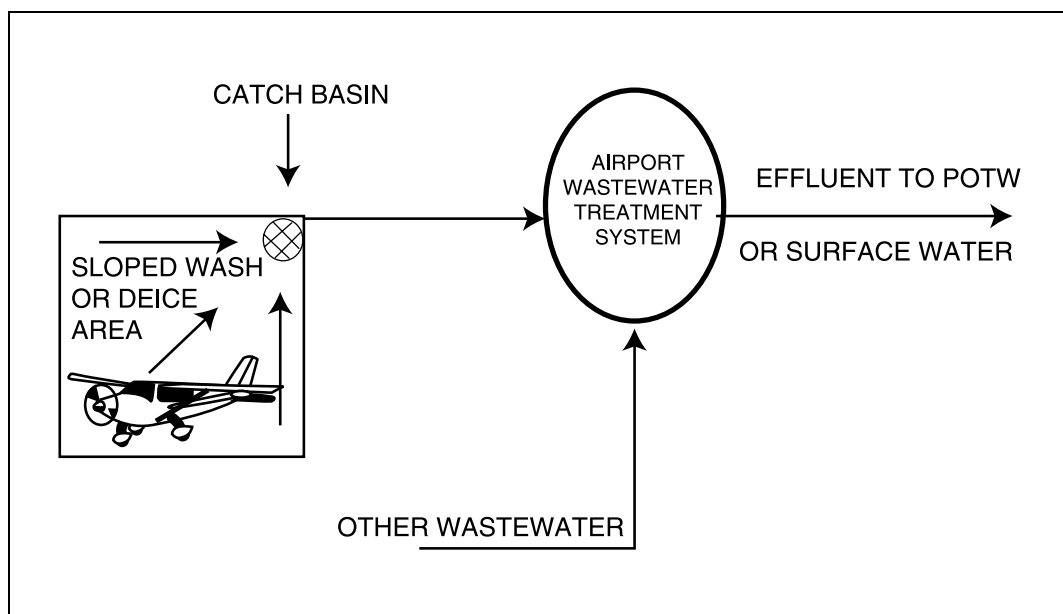 CATCH BASIN
SLOPED WASH
OR DEICE
AREA
AIRPORT
WASTEWATER
TREATMENT
SYSTEM
EFFLUENT TO POTW
OR SURFACE WATER
OTHER WASTEWATER